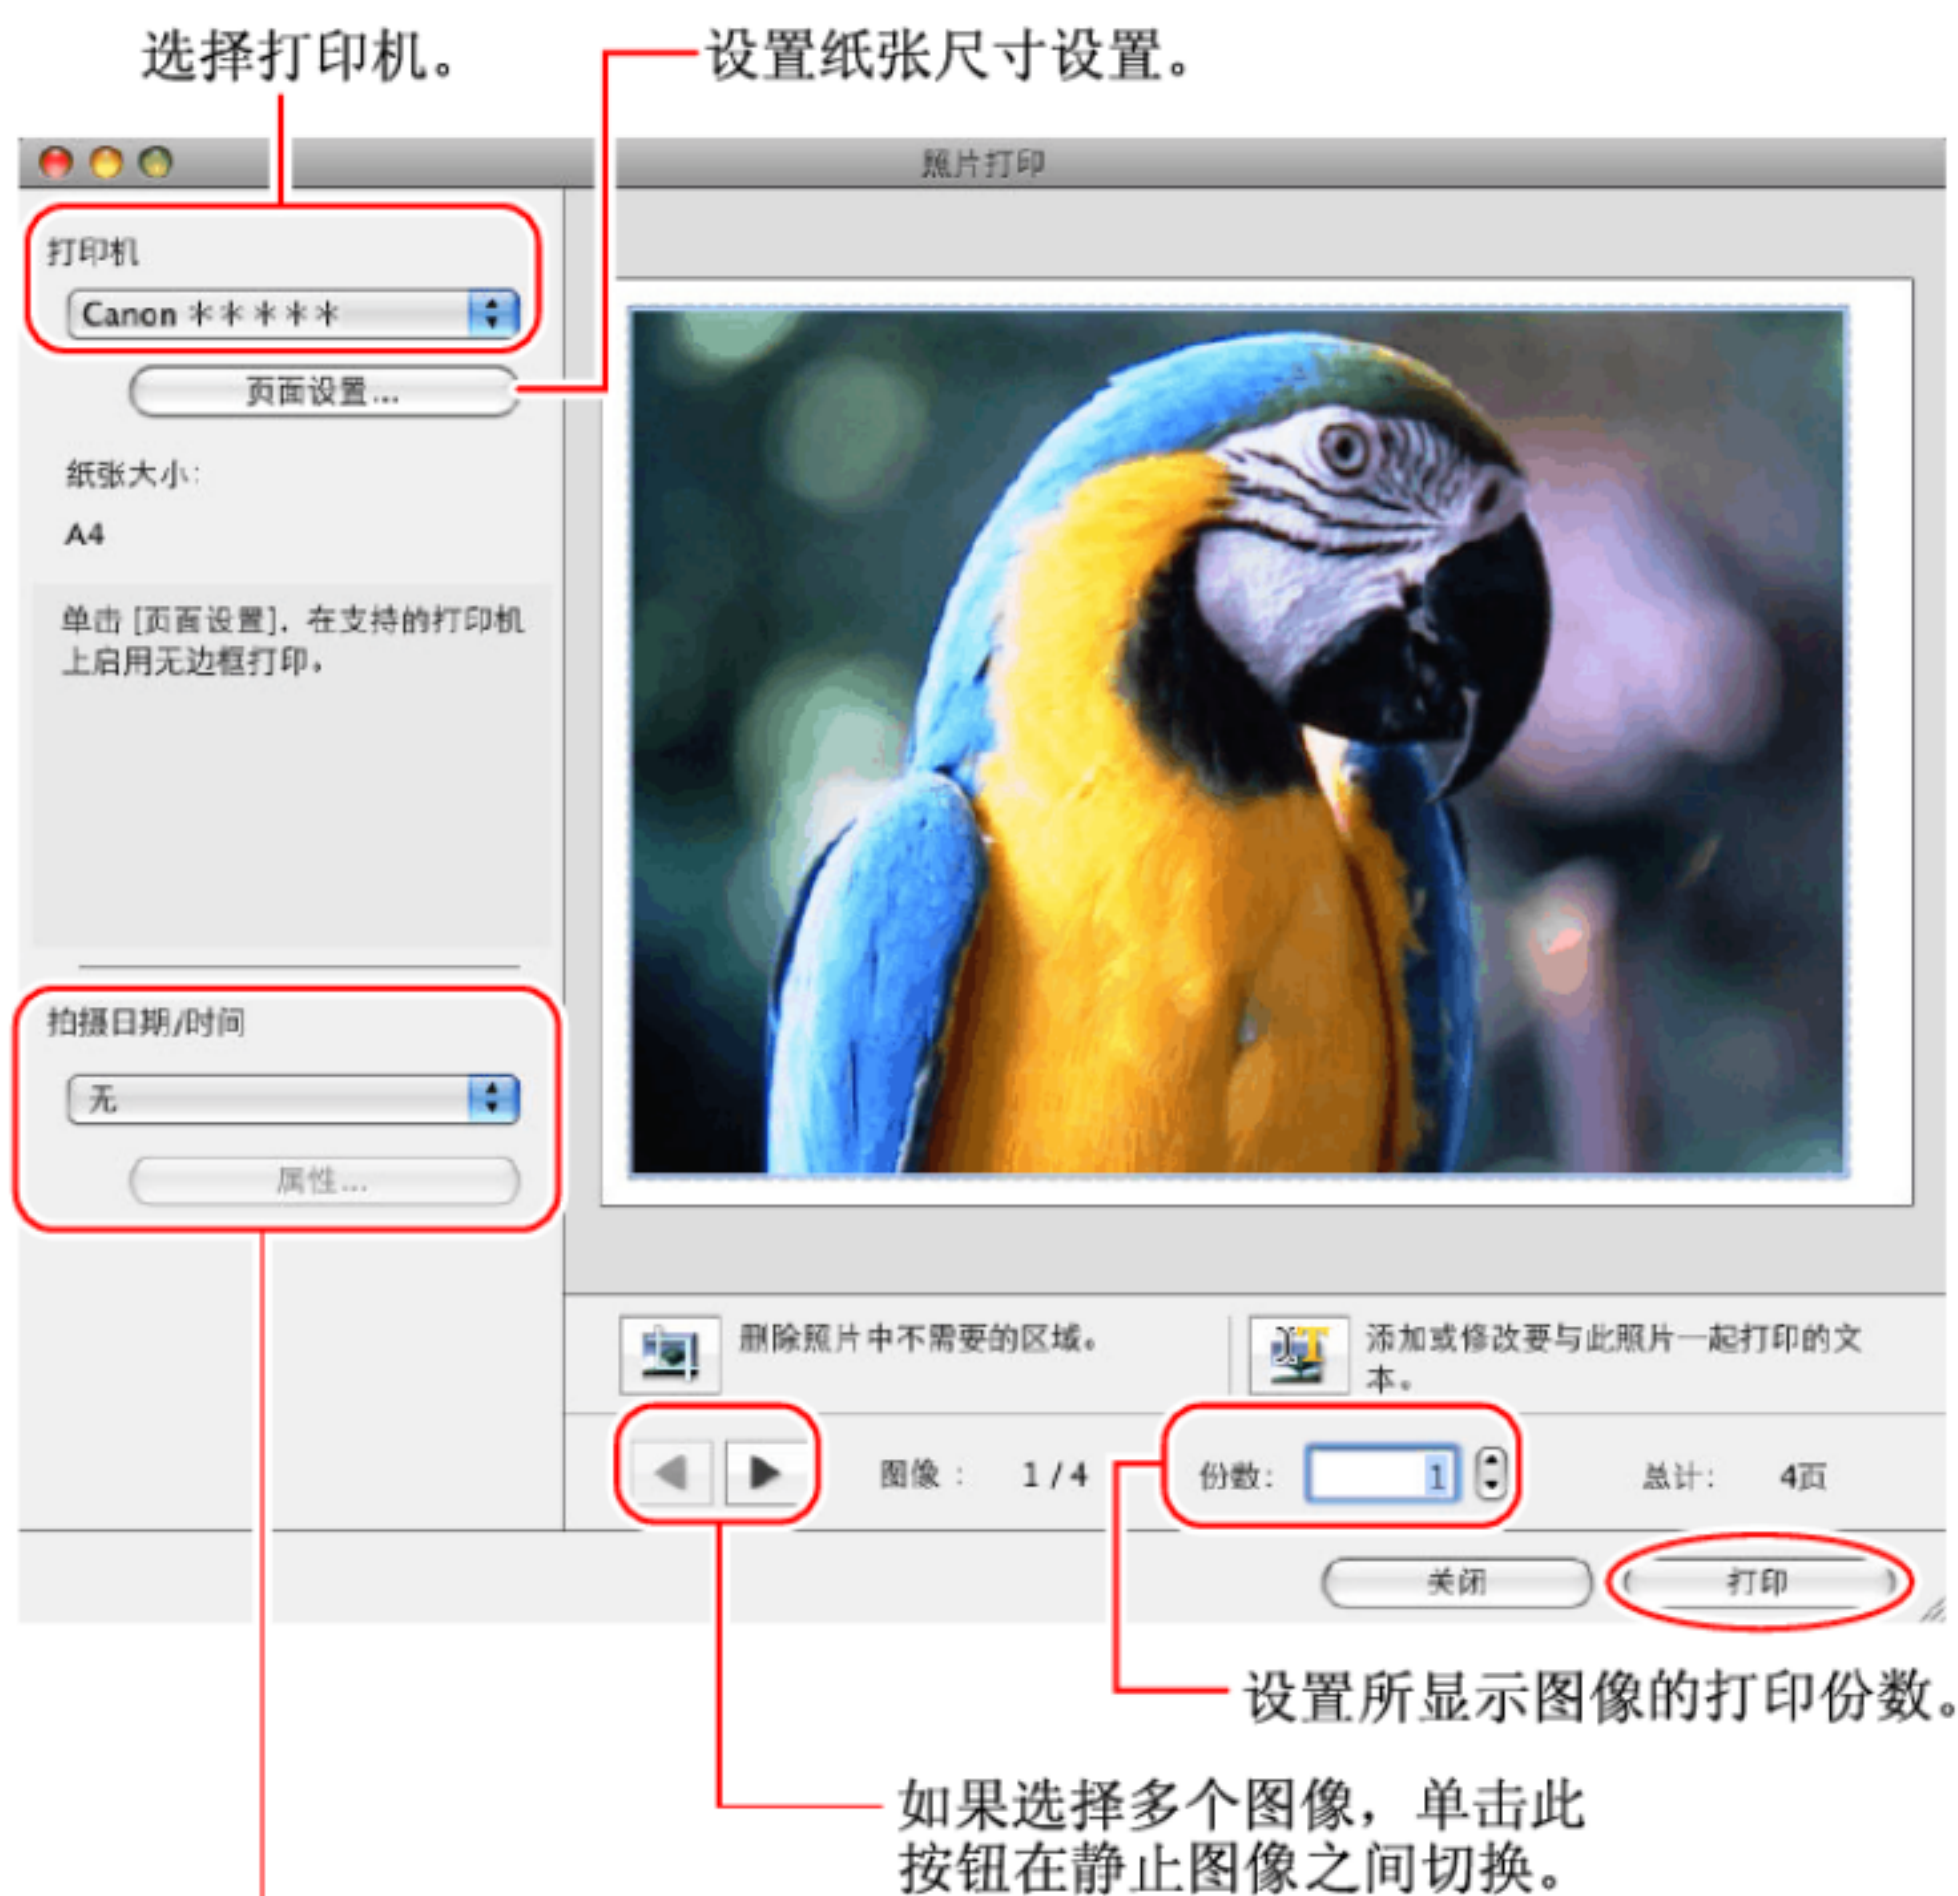 选择打印机。
设置纸张尺寸设置。
照片打印
打印机
Canon ＊＊＊＊＊
页面设置...
纸张大小:
A4
单击 [页面设置]，在支持的打印机
上启用无边框打印。
拍摄日期/时间
无
属性...
删除照片中不需要的区域。
添加或修改要与此照片一起打印的文
本。
图像： 1 / 4
份数: 1
总计: 4页
关闭
打印
设置所显示图像的打印份数。
如果选择多个图像，单击此
按钮在静止图像之间切换。